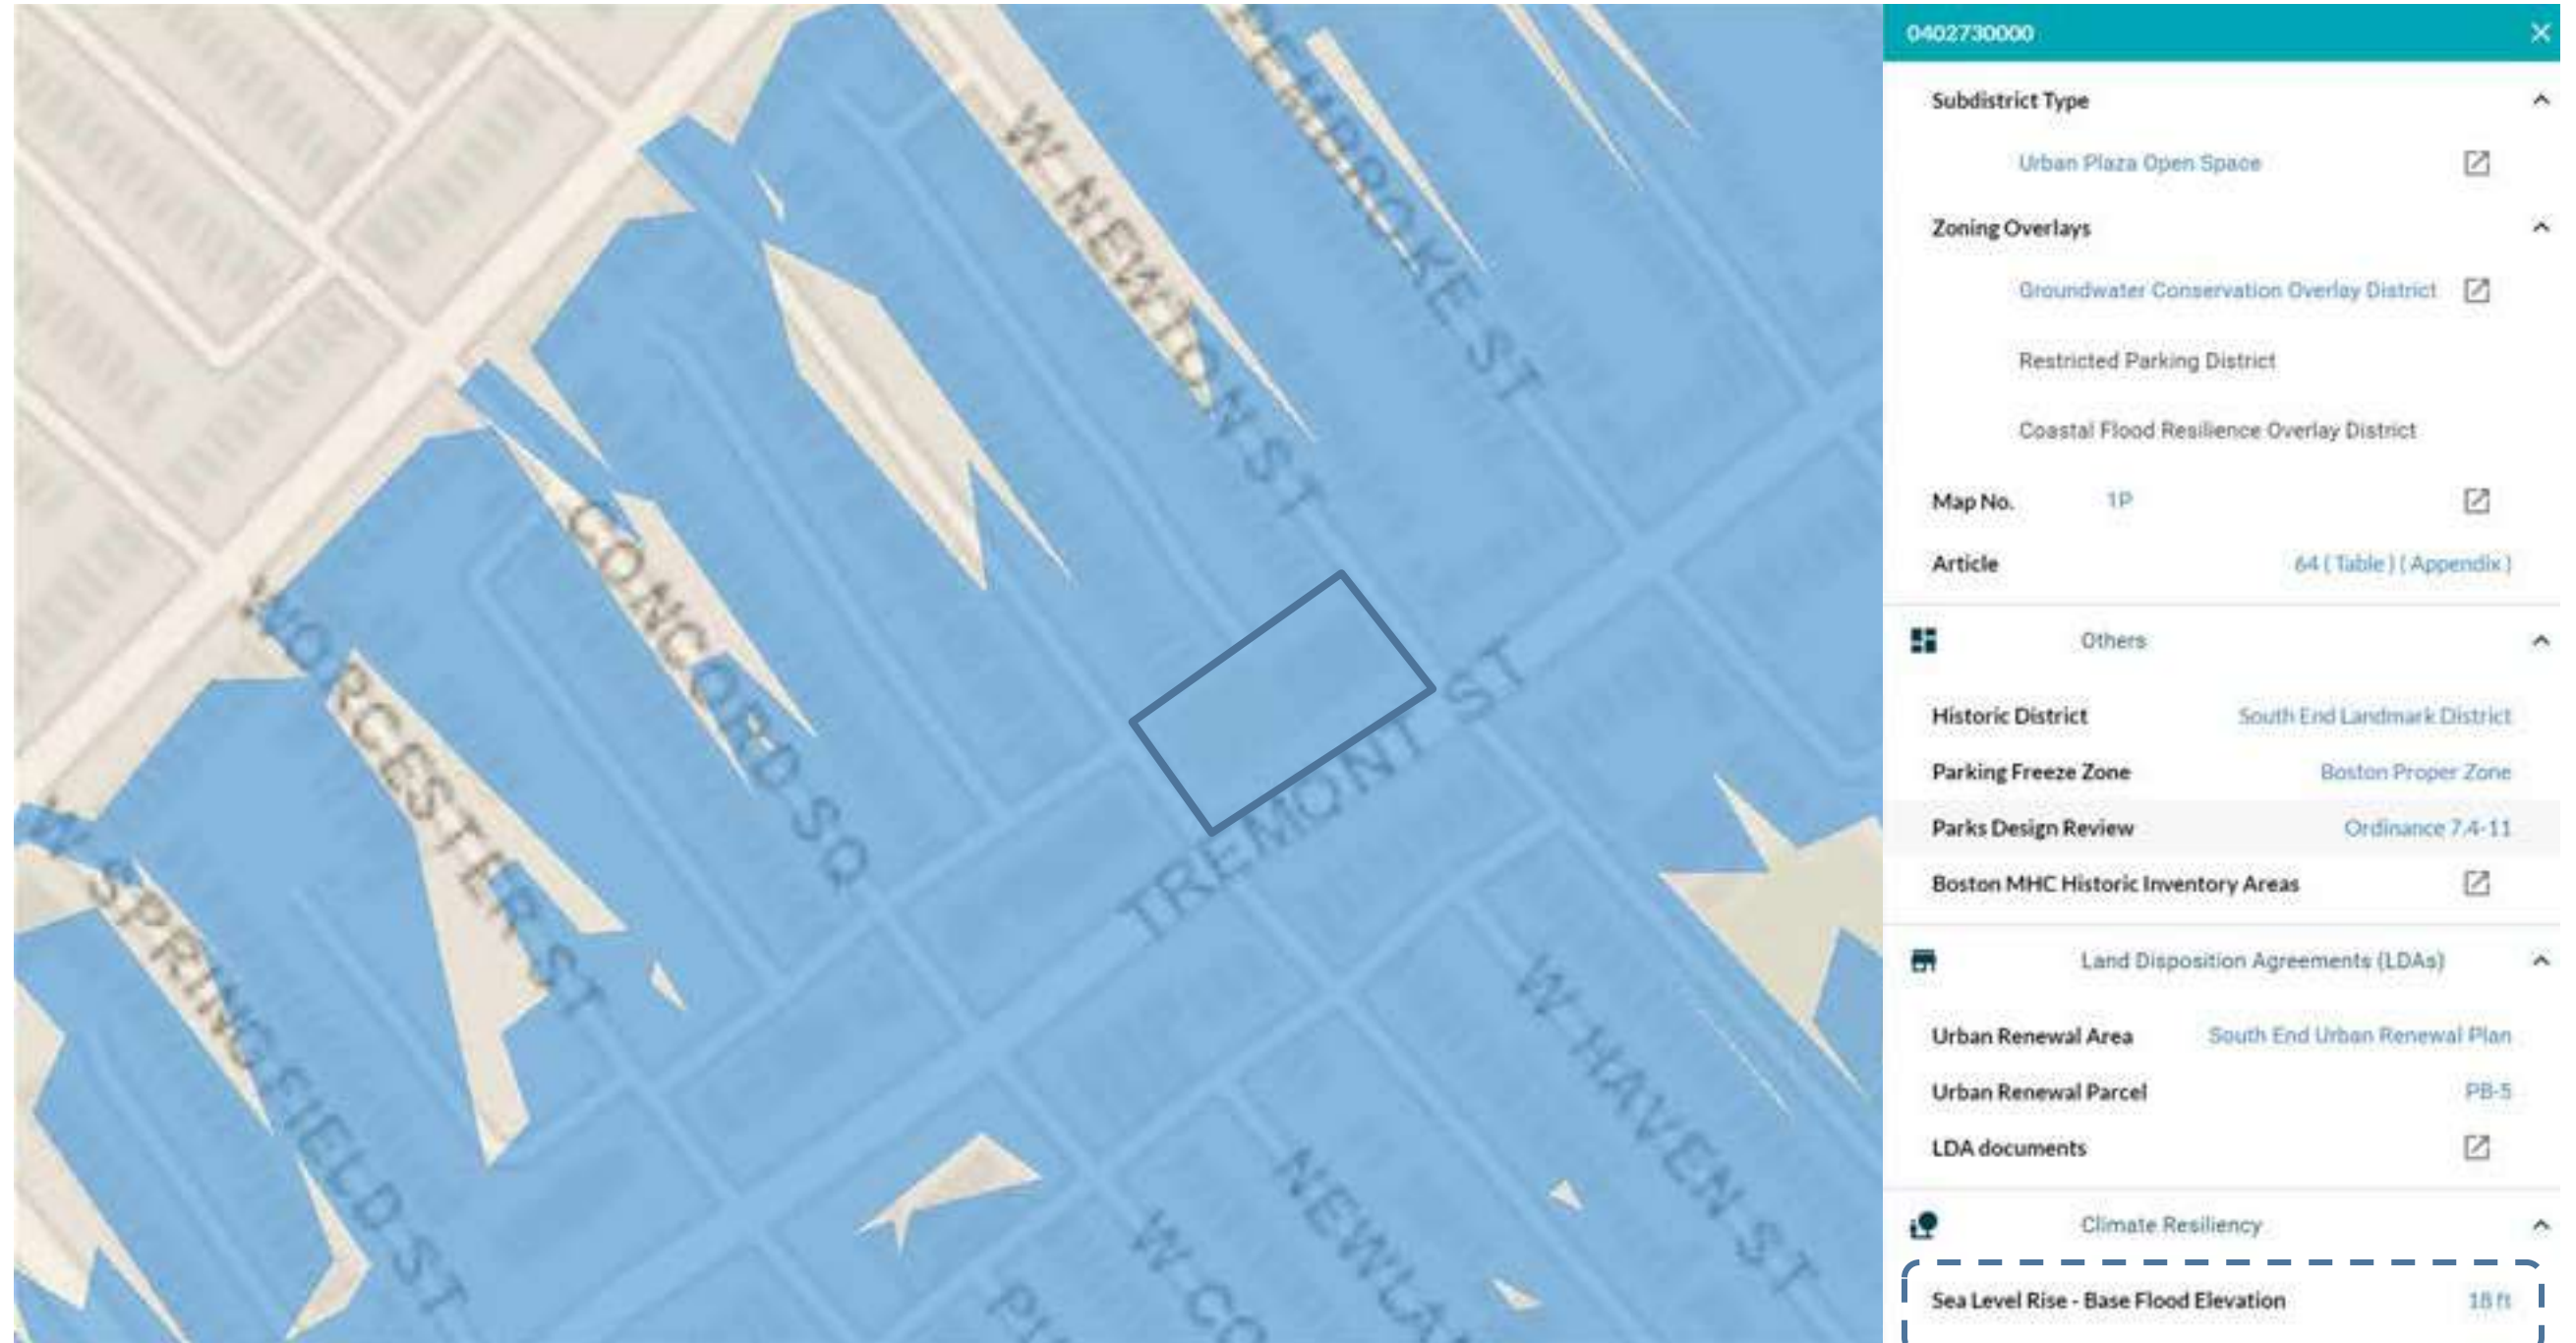 W NEWTON ST
PEMBROKE ST
CONCORD SQ
WORCESTER ST
W SPRINGFIELD ST
TREMONT ST
W HAVEN ST
W CO
0402730000
Subdistrict Type
Urban Plaza Open Space
Zoning Overlays
Groundwater Conservation Overlay District
Restricted Parking District
Coastal Flood Resilience Overlay District
Map No. 1P
Article 64 ( Table ) ( Appendix )
Others
Historic District South End Landmark District
Parking Freeze Zone Boston Proper Zone
Parks Design Review Ordinance 7.4-11
Boston MHC Historic Inventory Areas
Land Disposition Agreements (LDAs)
Urban Renewal Area South End Urban Renewal Plan
Urban Renewal Parcel PB-5
LDA documents
Climate Resiliency
Sea Level Rise - Base Flood Elevation 18 ft